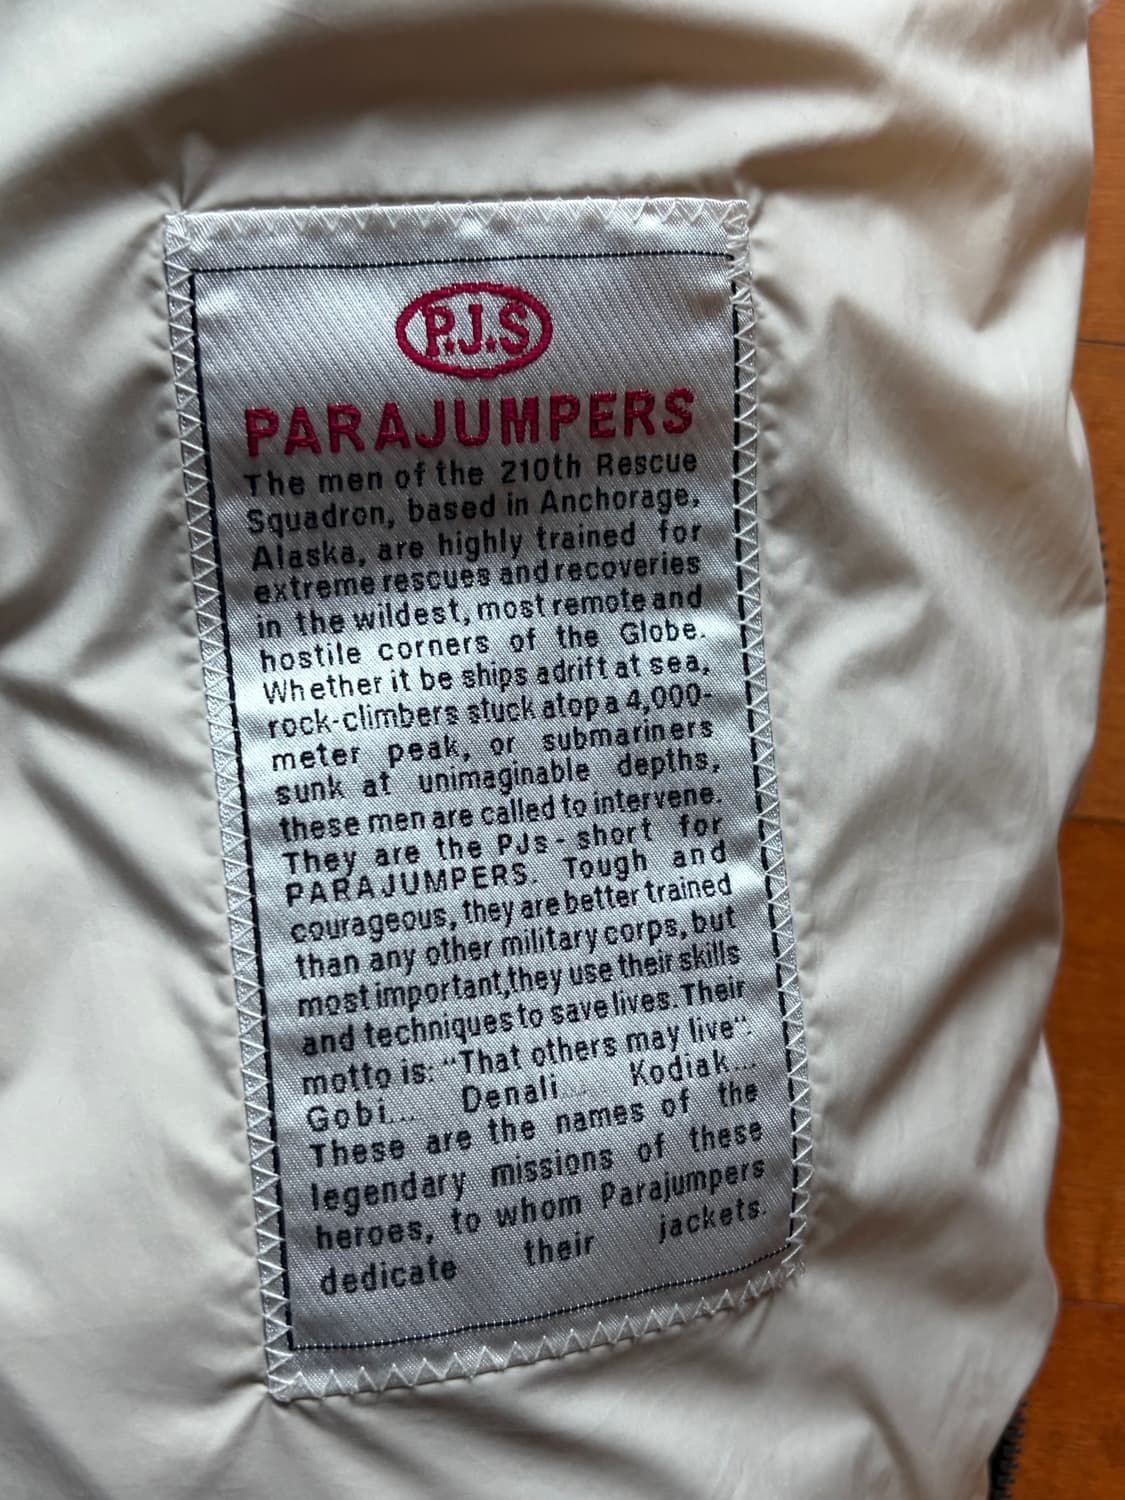 P.J.S
PARAJUMPERS
The men of the 210th Rescue
Squadron, based in Anchorage,
Alaska, are highly trained for
extreme rescues and recoveries
in the wildest, most remote and
hostile corners of the Globe.
Whether it be ships adrift at sea,
rock-climbers stuck atop a 4,000-
meter peak, or submariners
sunk at unimaginable depths,
these men are called to intervene.
They are the PJs - short for
PARAJUMPERS. Tough and
courageous, they are better trained
than any other military corps, but
most important, they use their skills
and techniques to save lives. Their
motto is: “That others may live”.
Gobi... Denali... Kodiak...
These are the names of the
legendary missions of these
heroes, to whom Parajumpers
dedicate their jackets.